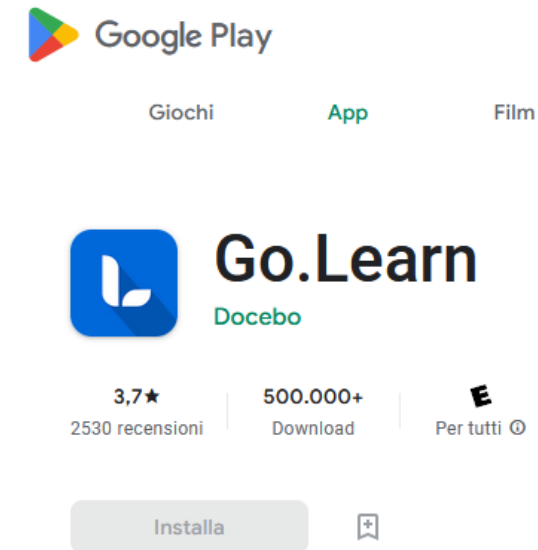 Google Play
Giochi App Film
Go.Learn
Docebo
3,7★ 500.000+ E
2530 recensioni Download Per tutti
Installa